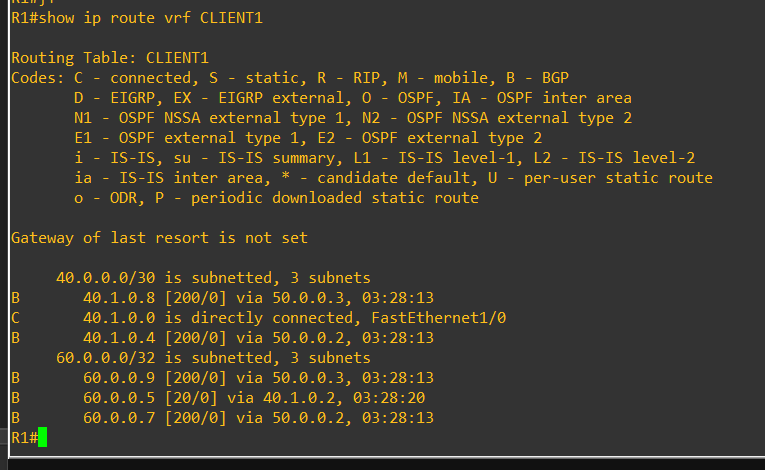 R1#show ip route vrf CLIENT1
Routing Table: CLIENT1
Codes: C - connected, S - static, R - RIP, M - mobile, B - BGP
D - EIGRP, EX - EIGRP external, O - OSPF, IA - OSPF inter area
N1 - OSPF NSSA external type 1, N2 - OSPF NSSA external type 2
E1 - OSPF external type 1, E2 - OSPF external type 2
i - IS-IS, su - IS-IS summary, L1 - IS-IS level-1, L2 - IS-IS level-2
ia - IS-IS inter area, * - candidate default, U - per-user static route
o - ODR, P - periodic downloaded static route
Gateway of last resort is not set
40.0.0.0/30 is subnetted, 3 subnets
B 40.1.0.8 [200/0] via 50.0.0.3, 03:28:13
C 40.1.0.0 is directly connected, FastEthernet1/0
B 40.1.0.4 [200/0] via 50.0.0.2, 03:28:13
60.0.0.0/32 is subnetted, 3 subnets
B 60.0.0.9 [200/0] via 50.0.0.3, 03:28:13
B 60.0.0.5 [20/0] via 40.1.0.2, 03:28:20
B 60.0.0.7 [200/0] via 50.0.0.2, 03:28:13
R1#